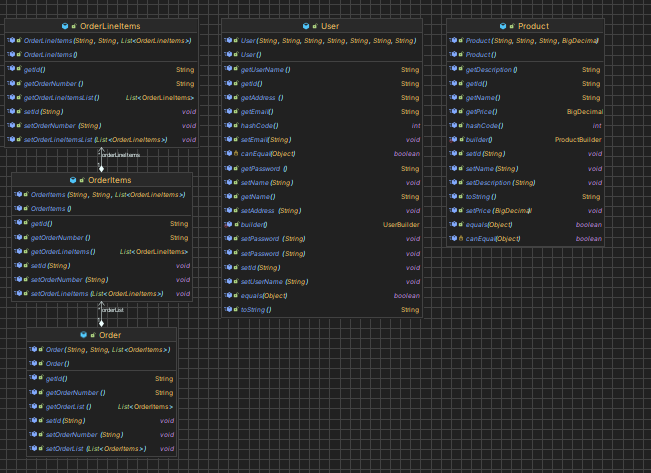 OrderLineItems
OrderLineItems(String, String, List<OrderLineItems>)
OrderLineItems()
getId() String
getOrderNumber() String
getOrderLineItemsList() List<OrderLineItems>
setId(String) void
setOrderNumber(String) void
setOrderLineItemsList(List<OrderLineItems>) void
orderLineItems
OrderItems
OrderItems(String, String, List<OrderLineItems>)
OrderItems()
getId() String
getOrderNumber() String
getOrderLineItems() List<OrderLineItems>
setId(String) void
setOrderNumber(String) void
setOrderLineItems(List<OrderLineItems>) void
orderList
Order
Order(String, String, List<OrderItems>)
Order()
getId() String
getOrderNumber() String
getOrderList() List<OrderItems>
setId(String) void
setOrderNumber(String) void
setOrderList(List<OrderItems>) void
User
User(String, String, String, String, String, String, String)
User()
getUserName() String
getId() String
getAddress() String
getEmail() String
hashCode() int
setEmail(String) void
canEqual(Object) boolean
getPassword() String
setName(String) void
getName() String
setAddress(String) void
builder() UserBuilder
setPassword(String) void
setPassword(String) void
setId(String) void
setUserName(String) void
equals(Object) boolean
toString() String
Product
Product(String, String, String, BigDecimal)
Product()
getDescription() String
getId() String
getName() String
getPrice() BigDecimal
hashCode() int
builder() ProductBuilder
setId(String) void
setName(String) void
setDescription(String) void
toString() String
setPrice(BigDecimal) void
equals(Object) boolean
canEqual(Object) boolean